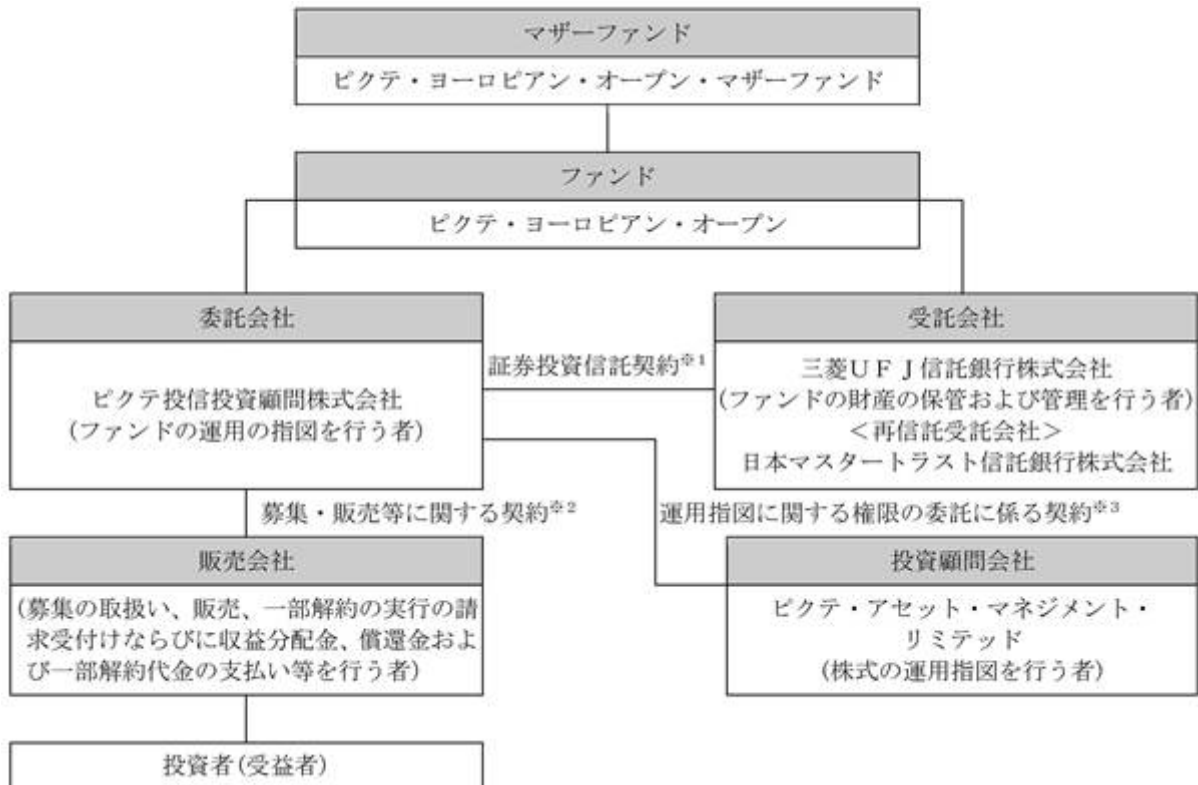 マザーファンド
ピクテ・ヨーロピアン・オープン・マザーファンド
ファンド
ピクテ・ヨーロピアン・オープン
委託会社
ピクテ投信投資顧問株式会社
(ファンドの運用の指図を行う者)
証券投資信託契約※1
受託会社
三菱UFJ信託銀行株式会社
(ファンドの財産の保管および管理を行う者)
<再信託受託会社>
日本マスタートラスト信託銀行株式会社
募集・販売等に関する契約※2
運用指図に関する権限の委託に係る契約※3
販売会社
(募集の取扱い、販売、一部解約の実行の請
求受付けならびに収益分配金、償還金およ
び一部解約代金の支払い等を行う者)
投資顧問会社
ピクテ・アセット・マネジメント・
リミテッド
(株式の運用指図を行う者)
投資者(受益者)